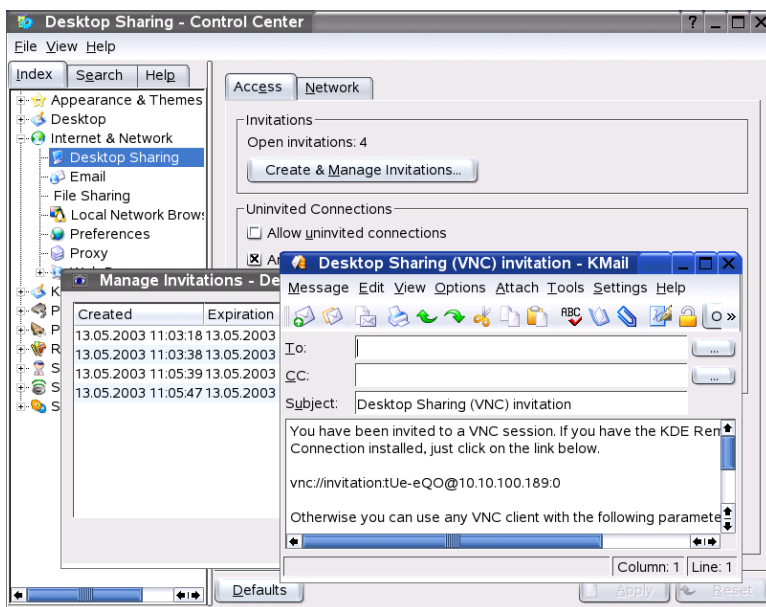 Desktop Sharing - Control Center
File View Help
Index Search Help
Appearance & Themes
Desktop
Internet & Network
Desktop Sharing
Email
File Sharing
Local Network Brows
Preferences
Proxy
K
P
P
R
S
S
S
Access Network
Invitations
Open invitations: 4
Create & Manage Invitations...
Uninvited Connections
Allow uninvited connections
Manage Invitations - De
Created Expiration
13.05.2003 11:03:18 13.05.2003
13.05.2003 11:03:38 13.05.2003
13.05.2003 11:05:39 13.05.2003
13.05.2003 11:05:47 13.05.2003
Desktop Sharing (VNC) invitation - KMail
Message Edit View Options Attach Tools Settings Help
ABC
»
To:
...
CC:
...
Subject: Desktop Sharing (VNC) invitation
You have been invited to a VNC session. If you have the KDE Rem
Connection installed, just click on the link below.
vnc://invitation:tUe-eQO@10.10.100.189:0
Otherwise you can use any VNC client with the following paramete
Column: 1 Line: 1
Defaults
Apply Reset